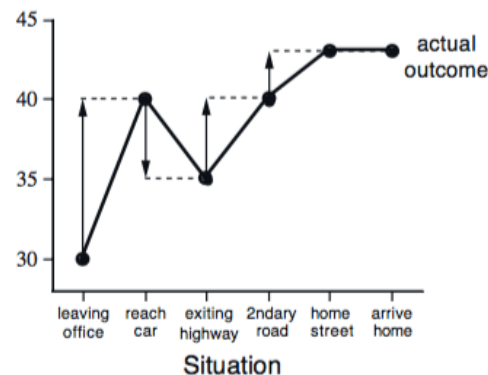 45
40
35
30
actual
outcome
leaving
office
reach
car
exiting
highway
2ndary
road
home
street
arrive
home
Situation